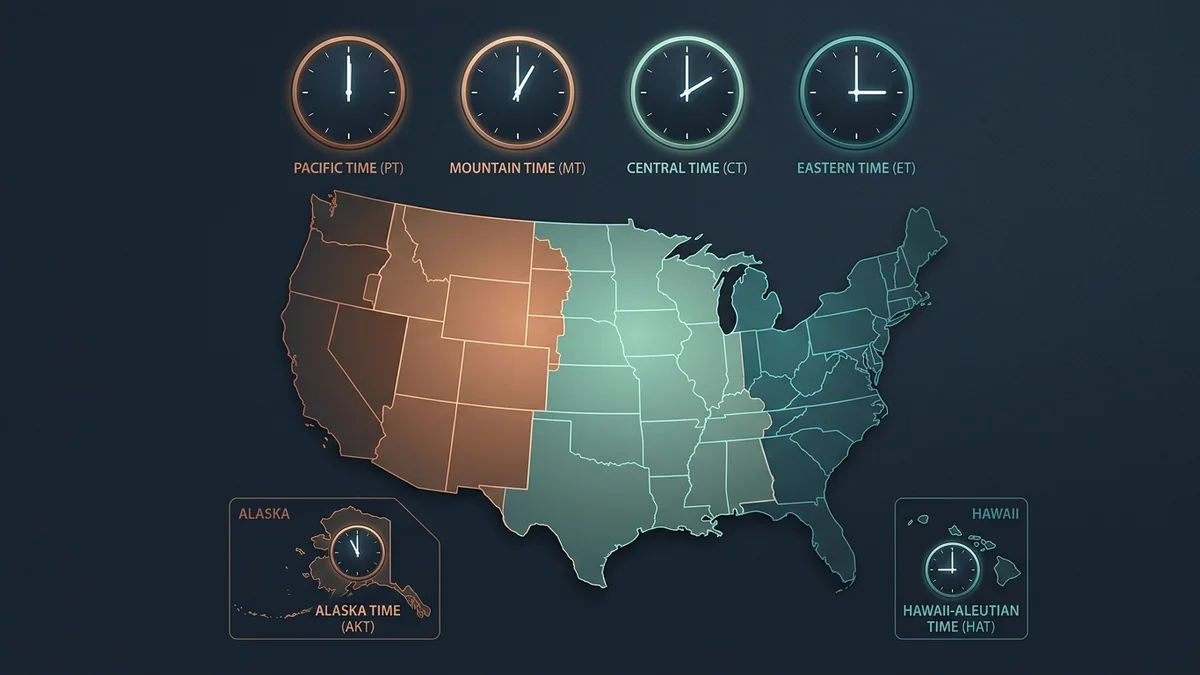 PACIFIC TIME (PT)
MOUNTAIN TIME (MT)
CENTRAL TIME (CT)
EASTERN TIME (ET)
ALASKA
ALASKA TIME
(AKT)
HAWAII
HAWAII-ALEUTIAN
TIME (HAT)